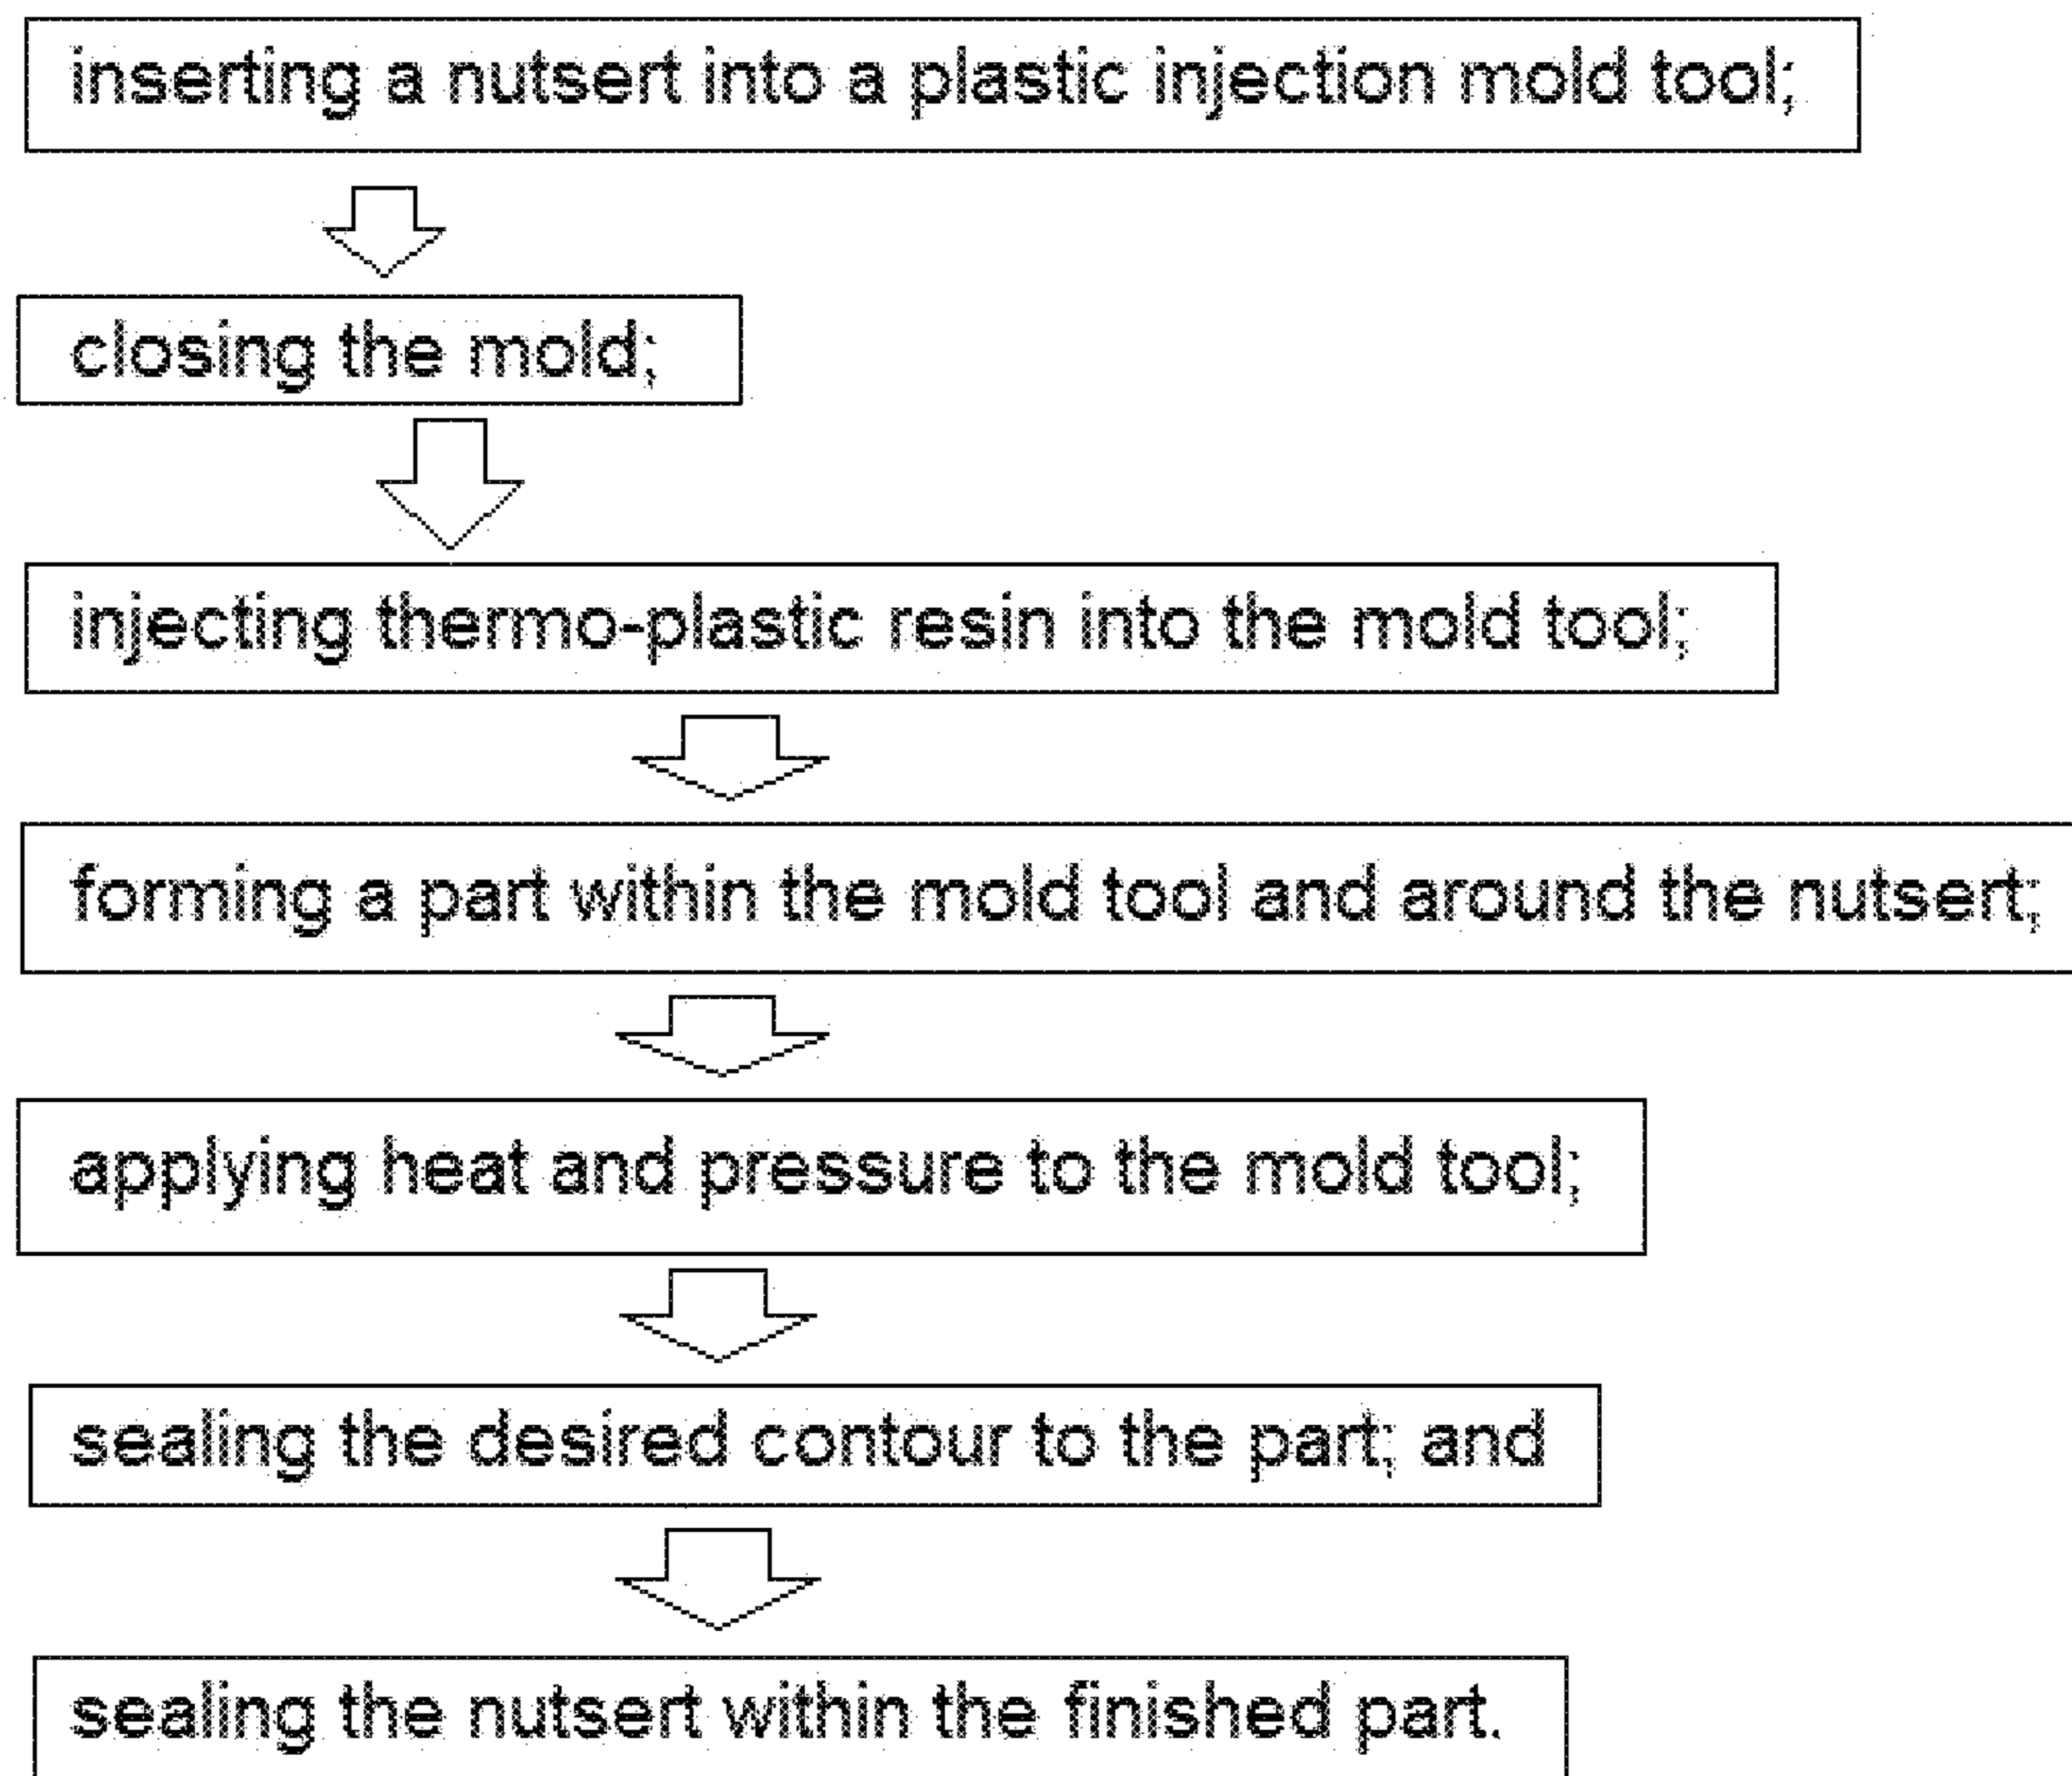 inserting a nutsert into a plastic injection mold tool;
closing the mold;
injecting thermo-plastic resin into the mold tool;
forming a part within the mold tool and around the nutsert;
applying heat and pressure to the mold tool;
sealing the desired contour to the part; and
sealing the nutsert within the finished part.